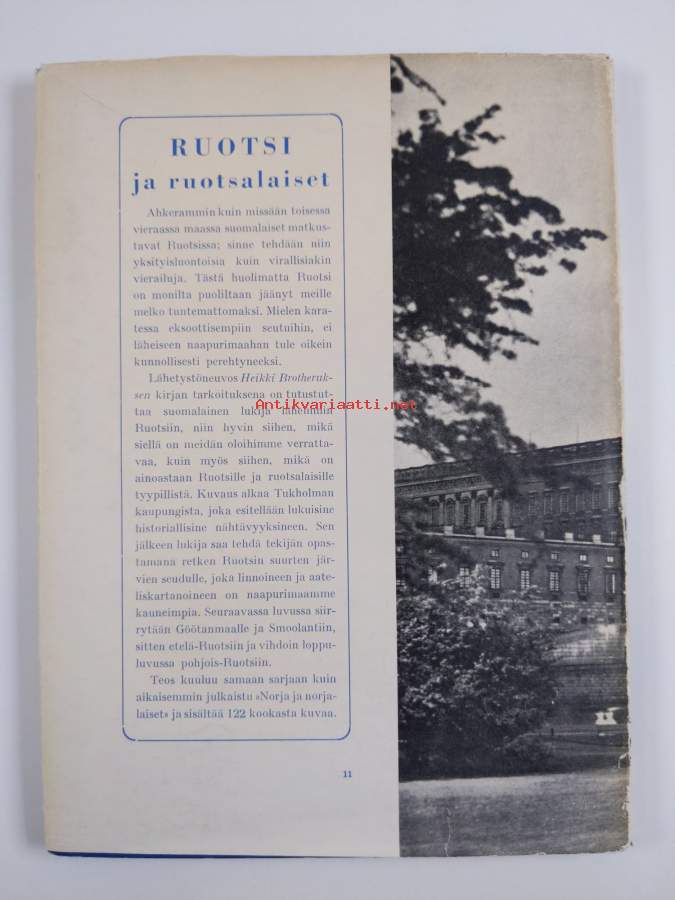 RUOTSI
ja ruotsalaiset
Ahkerammin kuin missään toisessa
vieraassa maassa suomalaiset matkus-
tavat Ruotsissa; sinne tehdään niin
yksityisluontoisia kuin virallisiakin
vierailuja. Tästä huolimatta Ruotsi
on monilta puoliltaan jäänyt meille
melko tuntemattomaksi. Mielen kara-
tessa eksoottisempiin seutuihin, ei
läheiseen naapurimaahan tule oikein
kunnollisesti perehtyneeksi.
Lähetystöneuvos Heikki Brotheruk-
sen kirjan tarkoituksena on tutustut-
taa suomalainen lukija lähemmin
Antikvariaatti.net
Ruotsiin, niin hyvin siihen, mikä
siellä on meidän oloihimme verratta-
vaa, kuin myös siihen, mikä on
ainoastaan Ruotsille ja ruotsalaisille
tyypillistä. Kuvaus alkaa Tukholman
kaupungista, joka esitellään lukuisine
historiallisine nähtävyyksineen. Sen
jälkeen lukija saa tehdä tekijän opas-
tamana retken Ruotsin suurten jär-
vien seudulle, joka linnoineen ja aate-
liskartanoineen on naapurimaamme
kauneimpia. Seuraavassa luvussa siir-
rytään Göötanmaalle ja Smoolantiin,
sitten etelä-Ruotsiin ja vihdoin loppu-
luvussa pohjois-Ruotsiin.
Teos kuuluu samaan sarjaan kuin
aikaisemmin julkaistu »Norja ja norja-
laiset» ja sisältää 122 kookasta kuvaa.
11